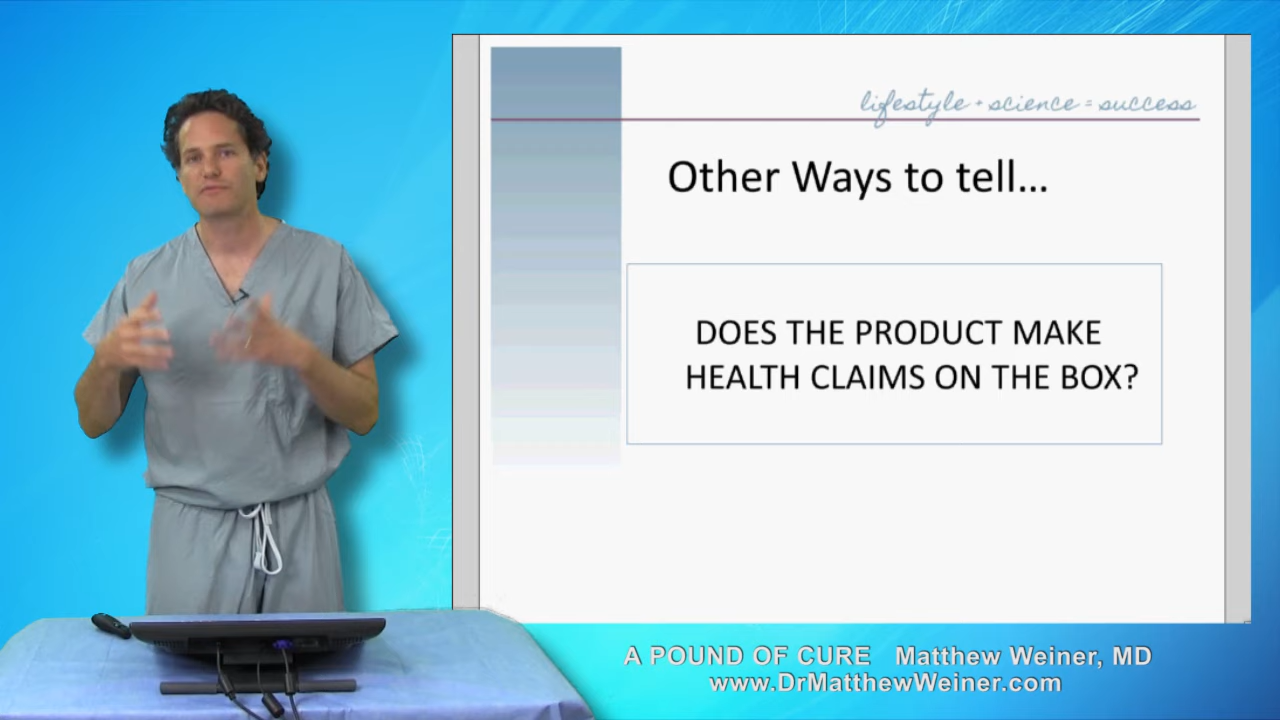 lifestyle + science = success
Other Ways to tell...
DOES THE PRODUCT MAKE
HEALTH CLAIMS ON THE BOX?
A POUND OF CURE Matthew Weiner, MD
www.DrMatthewWeiner.com